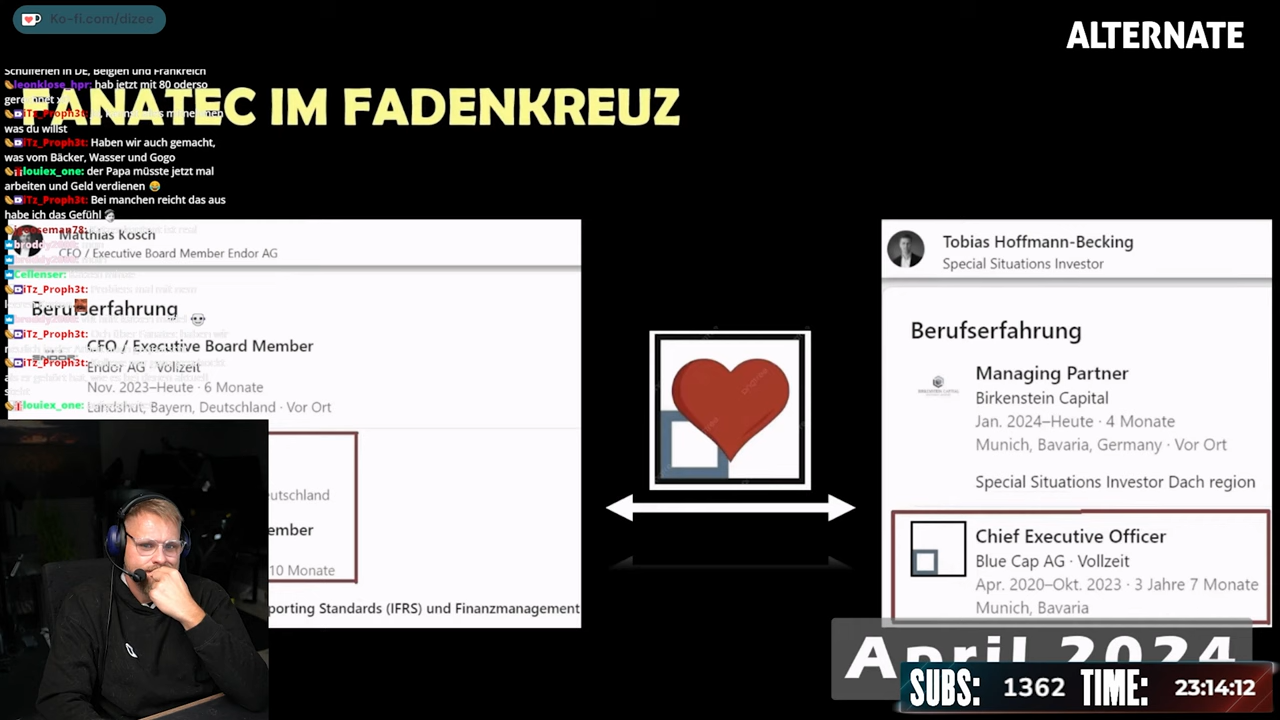 Ko-fi.com/dizee
ALTERNATE
Schulferien in DE, Belgien und Frankreich
leonklose_hpr: hab jetzt mit 80 oderso
FANATEC IM FADENKREUZ
iTz_Proph3t:
was du willst
iTz_Proph3t: Haben wir auch gemacht,
was vom Bäcker, Wasser und Gogo
louiex_one: der Papa müsste jetzt mal
arbeiten und Geld verdienen 😂
iTz_Proph3t: Bei manchen reicht das aus
habe ich das Gefühl
Matthias Kosch
CFO / Executive Board Member Endor AG
Cellenser:
iTz_Proph3t:
Berufserfahrung
iTz_Proph3t:
CFO / Executive Board Member
iTz_Proph3t:
Endor AG · Vollzeit
Nov. 2023–Heute · 6 Monate
louiex_one:
Landshut, Bayern, Deutschland · Vor Ort
utschland
ember
10 Monate
porting Standards (IFRS) und Finanzmanagement
Tobias Hoffmann-Becking
Special Situations Investor
Berufserfahrung
Managing Partner
Birkenstein Capital
Jan. 2024–Heute · 4 Monate
Munich, Bavaria, Germany · Vor Ort
Special Situations Investor Dach region
Chief Executive Officer
Blue Cap AG · Vollzeit
Apr. 2020–Okt. 2023 · 3 Jahre 7 Monate
Munich, Bavaria
April 2024
SUBS: 1362 TIME: 23:14:12